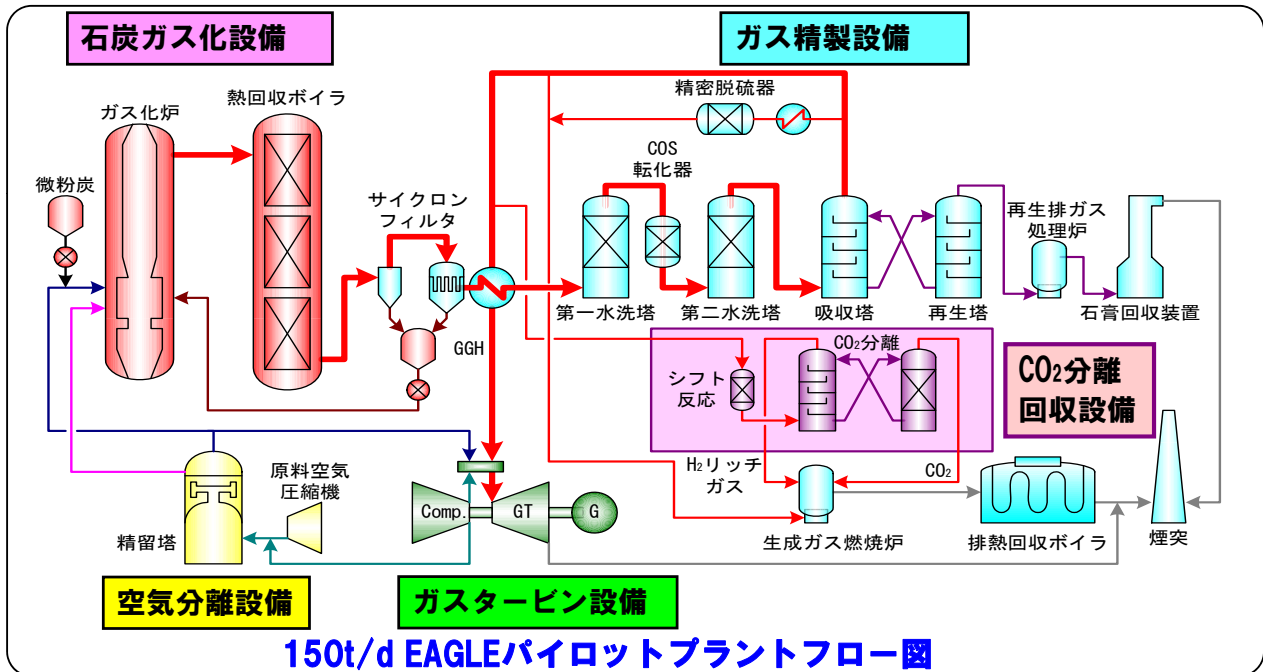 石炭ガス化設備
ガス精製設備
ガス化炉
熱回収ボイラ
精密脱硫器
COS
転化器
微粉炭
サイクロン
フィルタ
再生排ガス
処理炉
第一水洗塔
第二水洗塔
吸収塔
再生塔
石膏回収装置
GGH
CO₂分離
シフト
反応
CO₂分離
回収設備
原料空気
圧縮機
H₂リッチ
ガス
CO₂
Comp.
GT
G
精留塔
生成ガス燃焼炉
排熱回収ボイラ
煙突
空気分離設備
ガスタービン設備
150t/d EAGLEパイロットプラントフロー図